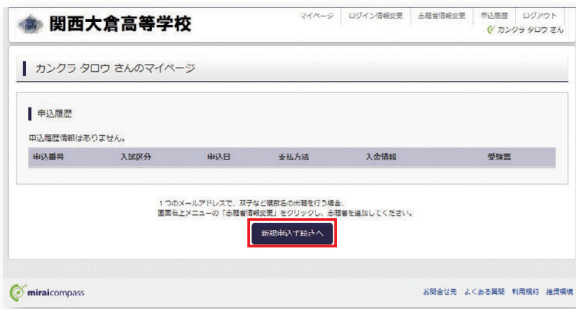 関西大倉高等学校
マイページ ログイン情報変更 志願者情報変更 申込履歴 ログアウト
カンクラ タロウ さん
カンクラ タロウ さんのマイページ
申込履歴
申込履歴情報はありません。
申込番号 入試区分 申込日 支払方法 入金情報 受験票
1つのメールアドレスで、双子など複数名の出願を行う場合、
画面右上メニューの「志願者情報変更」をクリックし、志願者を追加してください。
新規申込手続きへ
miraicompass
お問合せ先 よくある質問 利用規約 推奨環境